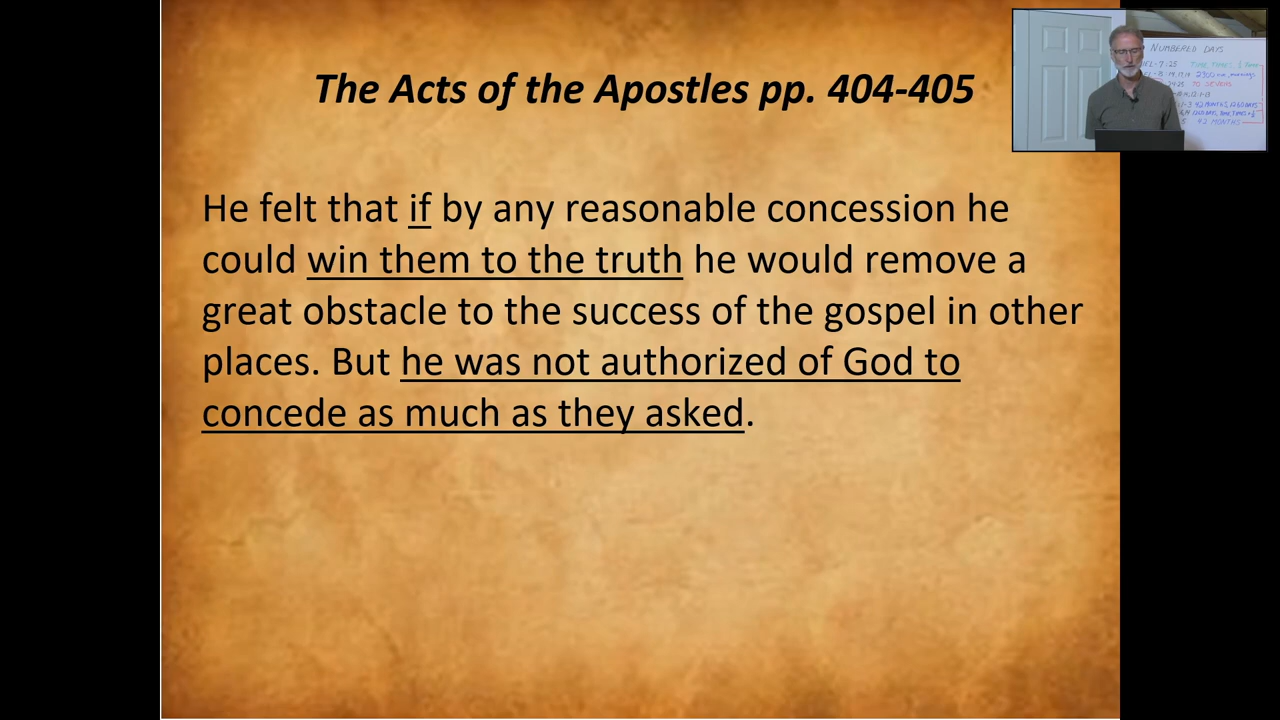 The Acts of the Apostles pp. 404-405
He felt that if by any reasonable concession he
could win them to the truth he would remove a
great obstacle to the success of the gospel in other
places. But he was not authorized of God to
concede as much as they asked.
NUMBERED DAYS
42 MONTHS